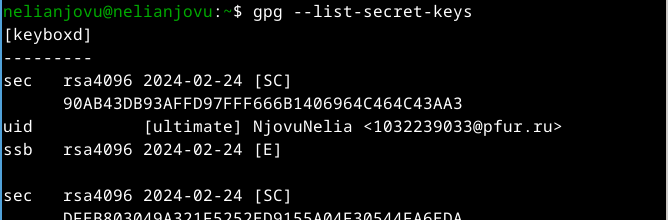 nelianjovu@nelianjovu:~$ gpg --list-secret-keys
[keyboxd]
---------
sec   rsa4096 2024-02-24 [SC]
      90AB43DB93AFFD97FFF666B1406964C464C43AA3
uid           [ultimate] NjovuNelia <1032239033@pfur.ru>
ssb   rsa4096 2024-02-24 [E]

sec   rsa4096 2024-02-24 [SC]